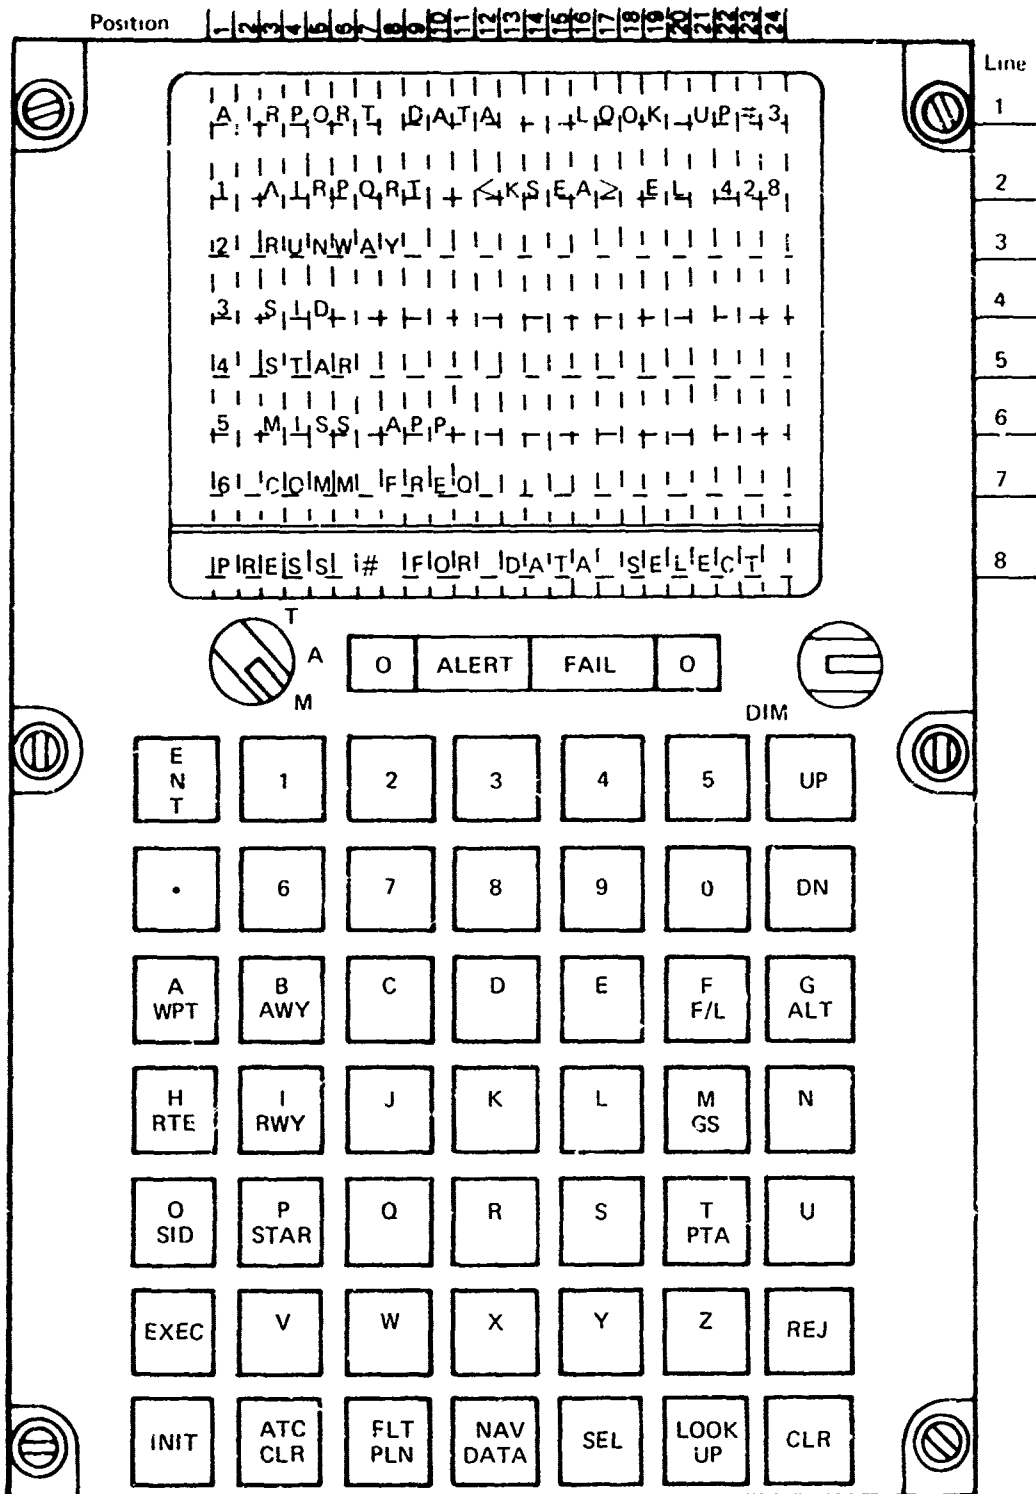 Position 1 2 3 4 5 6 7 8 9 10 11 12 13 14 15 16 17 18 19 20 21 22 23 24
Line
AIRPORT DATA - LOOK UP=3 1
1 AIRPORT <KSEA> EL 428 2
2 RUNWAY 3
3 SID 4
4 STAR 5
5 MISS APP 6
6 COMM FREQ 7
PRESS # FOR DATA SELECT 8
T
A
M
O ALERT FAIL O
DIM
ENT 1 2 3 4 5 UP
. 6 7 8 9 0 DN
A B C D E F G
WPT AWY F/L ALT
H I J K L M N
RTE RWY GS
O P Q R S T U
SID STAR PTA
EXEC V W X Y Z REJ
INIT ATC FLT NAV SEL LOOK CLR
CLR PLN DATA UP